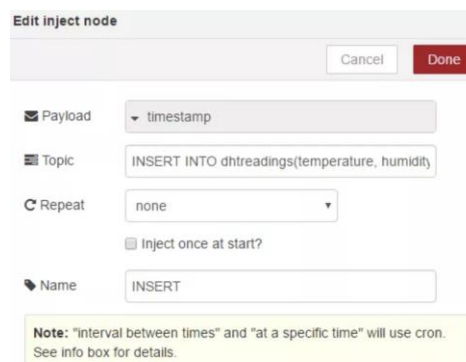 Edit inject node
Cancel Done
Payload timestamp
Topic INSERT INTO dhtreadings(temperature, humidity
Repeat none
Inject once at start?
Name INSERT
Note: "interval between times" and "at a specific time" will use cron.
See info box for details.